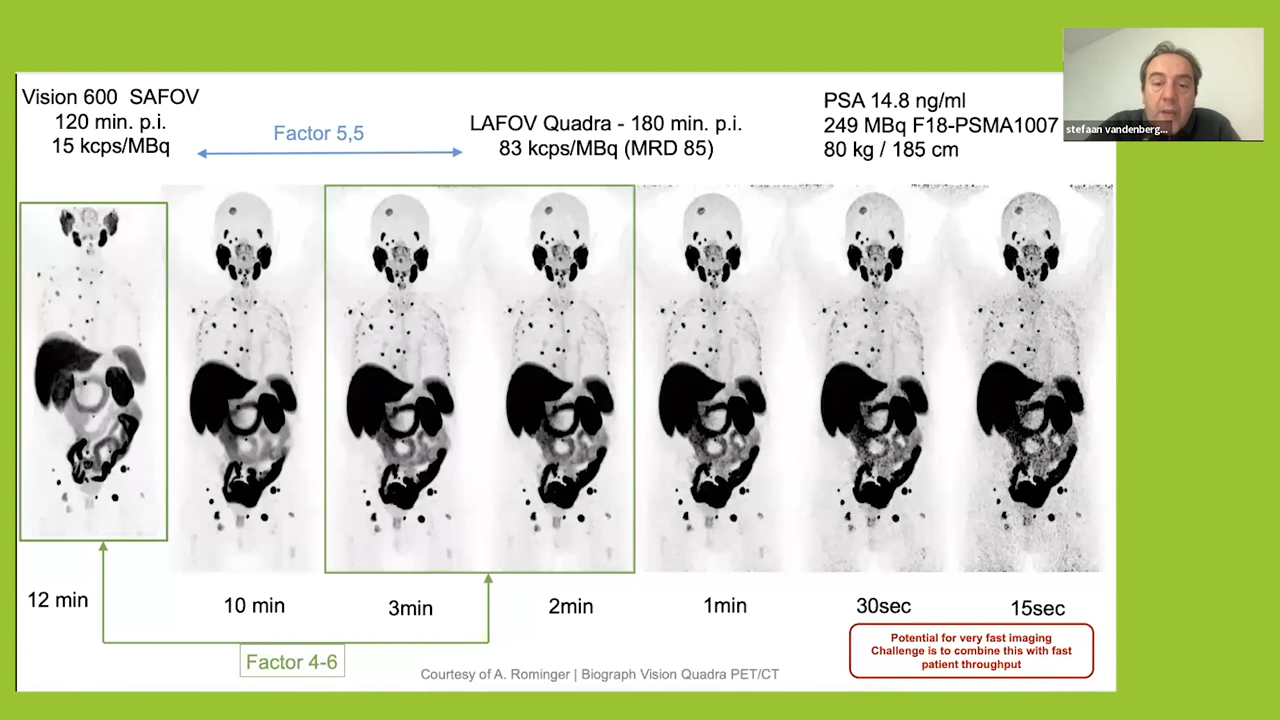 Vision 600 SAFOV
120 min. p.i.
15 kcps/MBq
Factor 5,5
LAFOV Quadra - 180 min. p.i.
83 kcps/MBq (MRD 85)
PSA 14.8 ng/ml
249 MBq F18-PSMA1007
80 kg / 185 cm
stefaan vandenberg...
12 min
10 min
3min
2min
1min
30sec
15sec
Factor 4-6
Potential for very fast imaging
Challenge is to combine this with fast
patient throughput
Courtesy of A. Rominger | Biograph Vision Quadra PET/CT